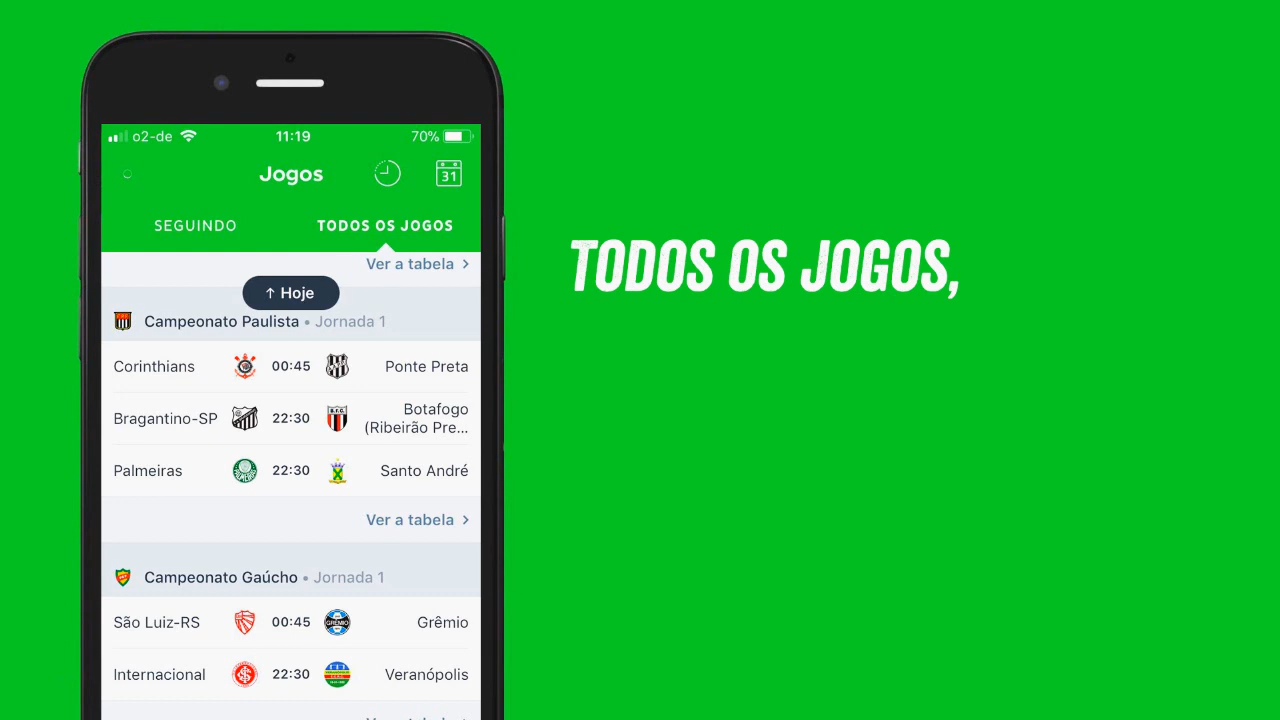 o2-de 11:19 70%
Jogos 31
SEGUINDO TODOS OS JOGOS
Ver a tabela >
↑ Hoje
Campeonato Paulista • Jornada 1
Corinthians 00:45 Ponte Preta
Bragantino-SP 22:30 Botafogo
(Ribeirão Pre...
Palmeiras 22:30 Santo André
Ver a tabela >
Campeonato Gaúcho • Jornada 1
São Luiz-RS 00:45 Grêmio
Internacional 22:30 Veranópolis
TODOS OS JOGOS,